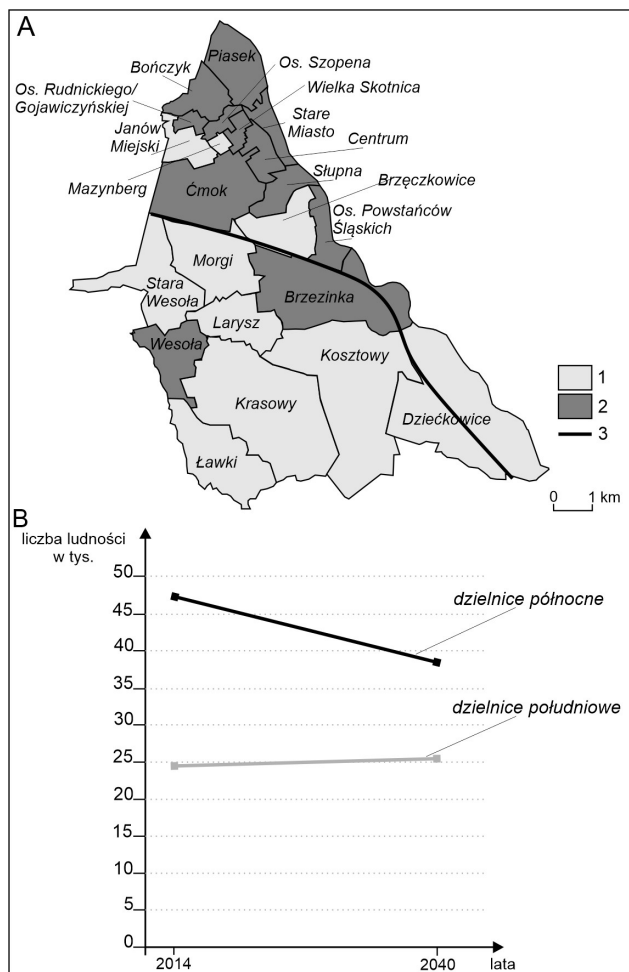 A
Piasek
Bończyk
Os. Szopena
Os. Rudnickiego/
Gojawiczyńskiej
Wielka Skotnica
Janów
Miejski
Stare
Miasto
Centrum
Mazynberg
Słupna
Brzęczkowice
Ćmok
Os. Powstańców
Śląskich
Morgi
Stara
Wesoła
Brzezinka
Larysz
Wesoła
Kosztowy
Krasowy
Dziećkowice
Ławki
1
2
3
0 1 km
B
liczba ludności
w tys.
50
45
40
35
30
25
20
15
10
5
0
dzielnice północne
dzielnice południowe
2014
2040
lata